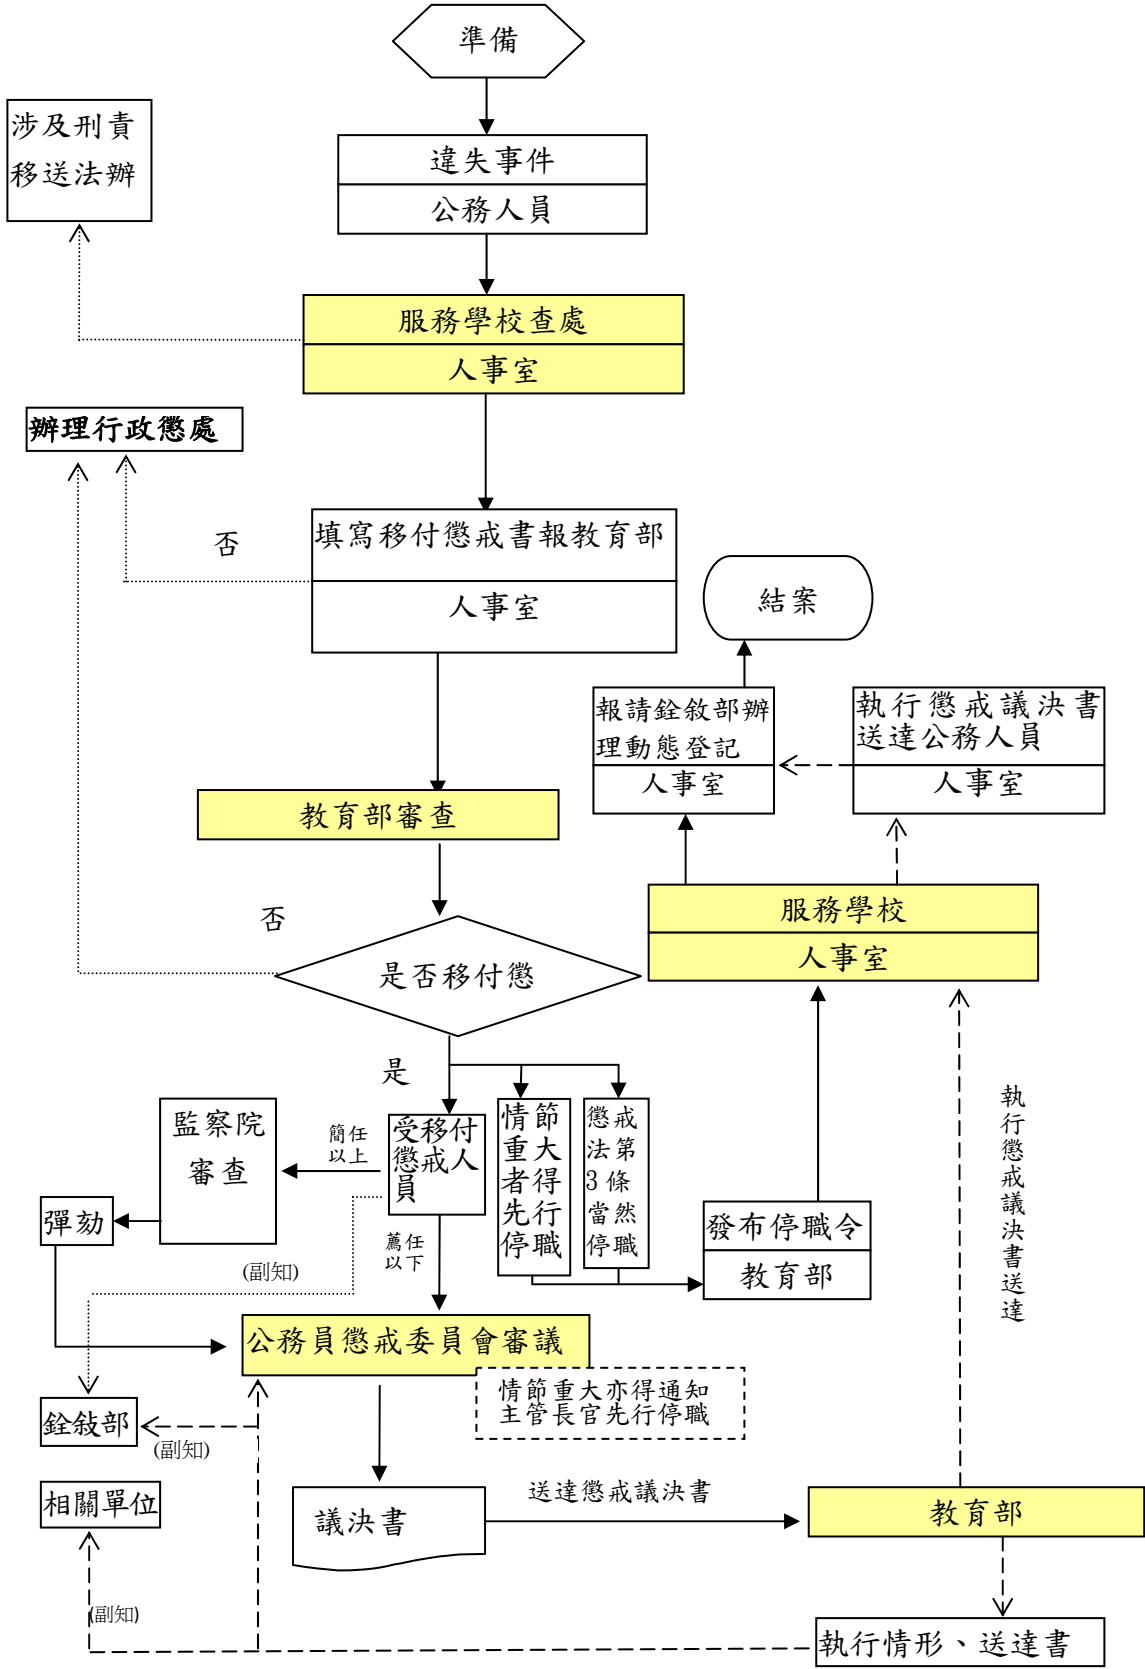 準備
涉及刑責
移送法辦
違失事件
公務人員
服務學校查處
人事室
辦理行政懲處
否
填寫移付懲戒書報教育部
人事室
結案
報請銓敘部辦
理動態登記
人事室
執行懲戒議決書
送達公務人員
人事室
教育部審查
服務學校
人事室
否
是否移付懲
是
監察院
審查
簡任
以上
受移付
懲戒人
員
情節
重大
者得
先行
停職
懲戒
法第
3 條
當然
停職
執行懲戒議決書送達
彈劾
薦任
以下
(副知)
發布停職令
教育部
公務員懲戒委員會審議
情節重大亦得通知
主管長官先行停職
銓敍部
(副知)
相關單位
議決書
送達懲戒議決書
教育部
(副知)
執行情形、送達書